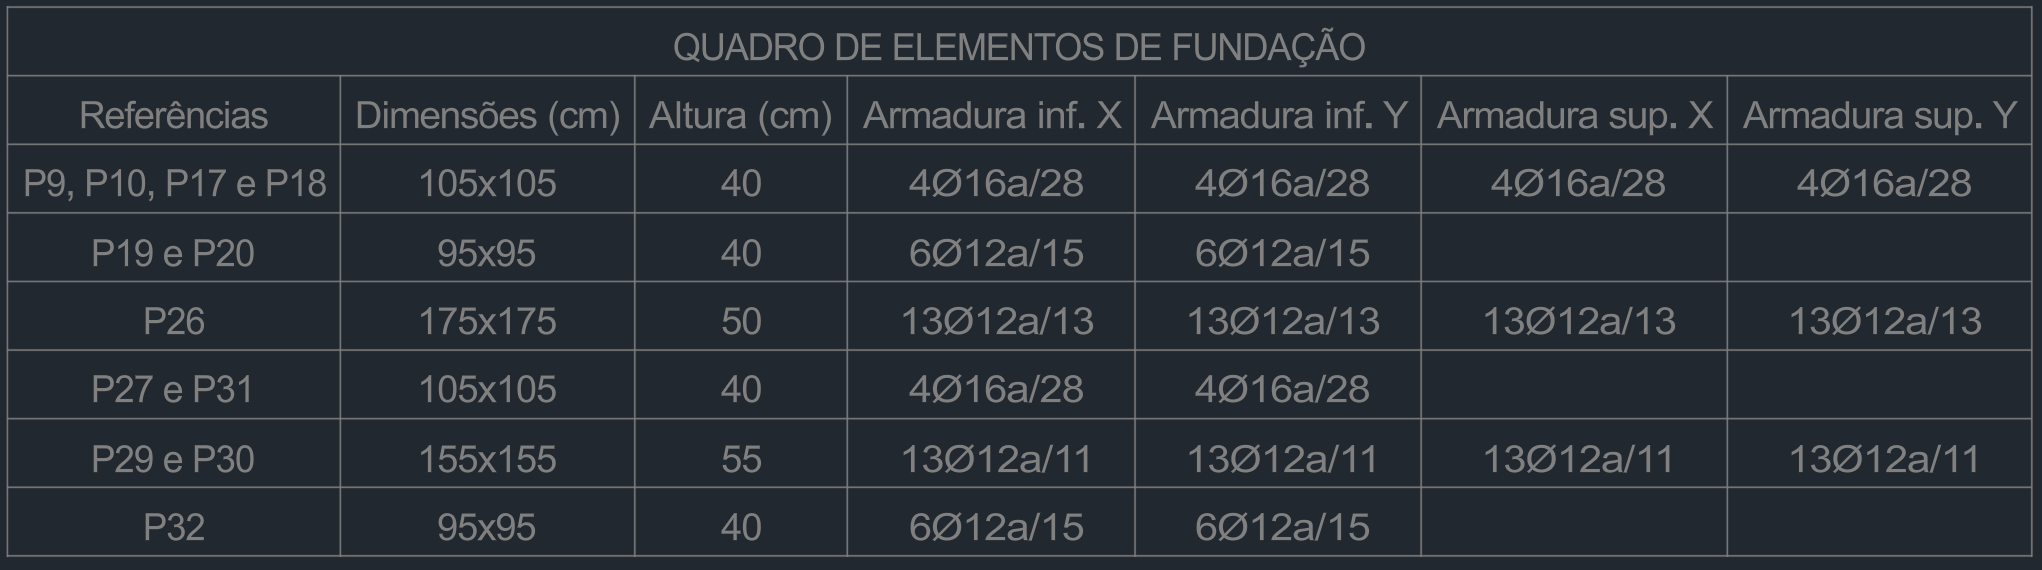 QUADRO DE ELEMENTOS DE FUNDAÇÃO
Referências Dimensões (cm) Altura (cm) Armadura inf. X Armadura inf. Y Armadura sup. X Armadura sup. Y
P9, P10, P17 e P18 105x105 40 4Ø16a/28 4Ø16a/28 4Ø16a/28 4Ø16a/28
P19 e P20 95x95 40 6Ø12a/15 6Ø12a/15
P26 175x175 50 13Ø12a/13 13Ø12a/13 13Ø12a/13 13Ø12a/13
P27 e P31 105x105 40 4Ø16a/28 4Ø16a/28
P29 e P30 155x155 55 13Ø12a/11 13Ø12a/11 13Ø12a/11 13Ø12a/11
P32 95x95 40 6Ø12a/15 6Ø12a/15